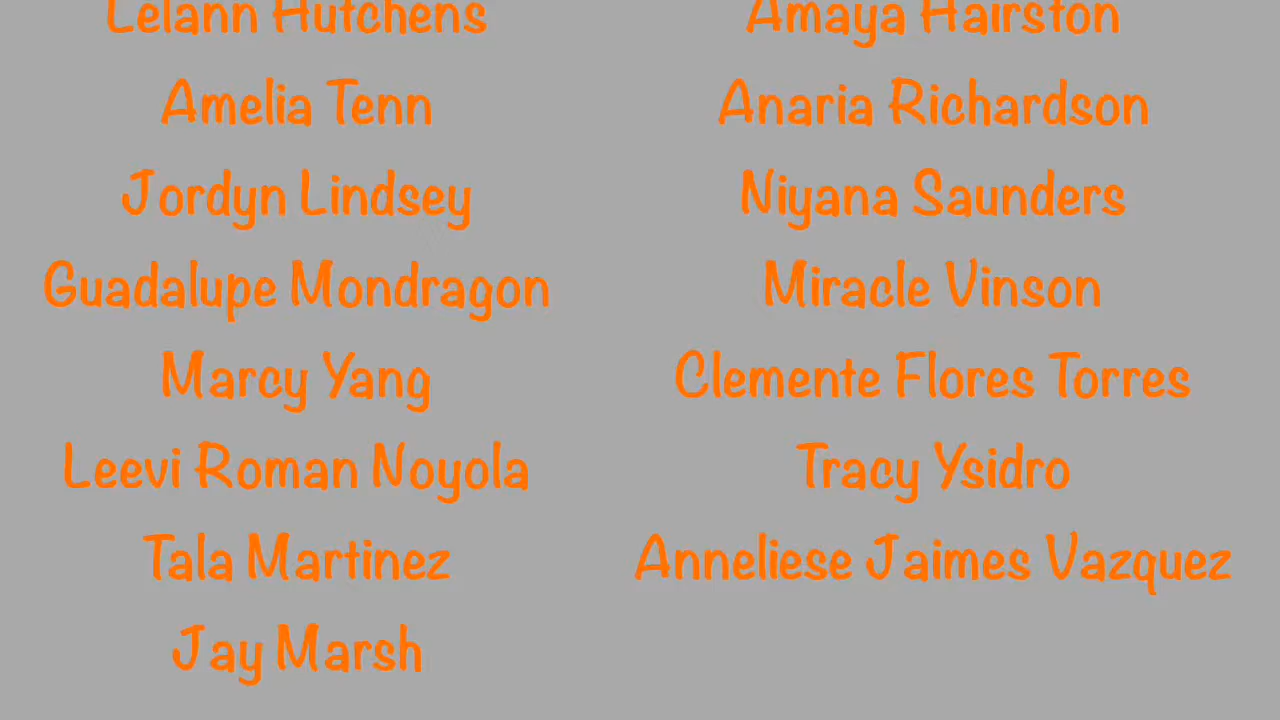 Lelann Hutchens
Amelia Tenn
Jordyn Lindsey
Guadalupe Mondragon
Marcy Yang
Leevi Roman Noyola
Tala Martinez
Jay Marsh
Amaya Hairston
Anaria Richardson
Niyana Saunders
Miracle Vinson
Clemente Flores Torres
Tracy Ysidro
Anneliese Jaimes Vazquez